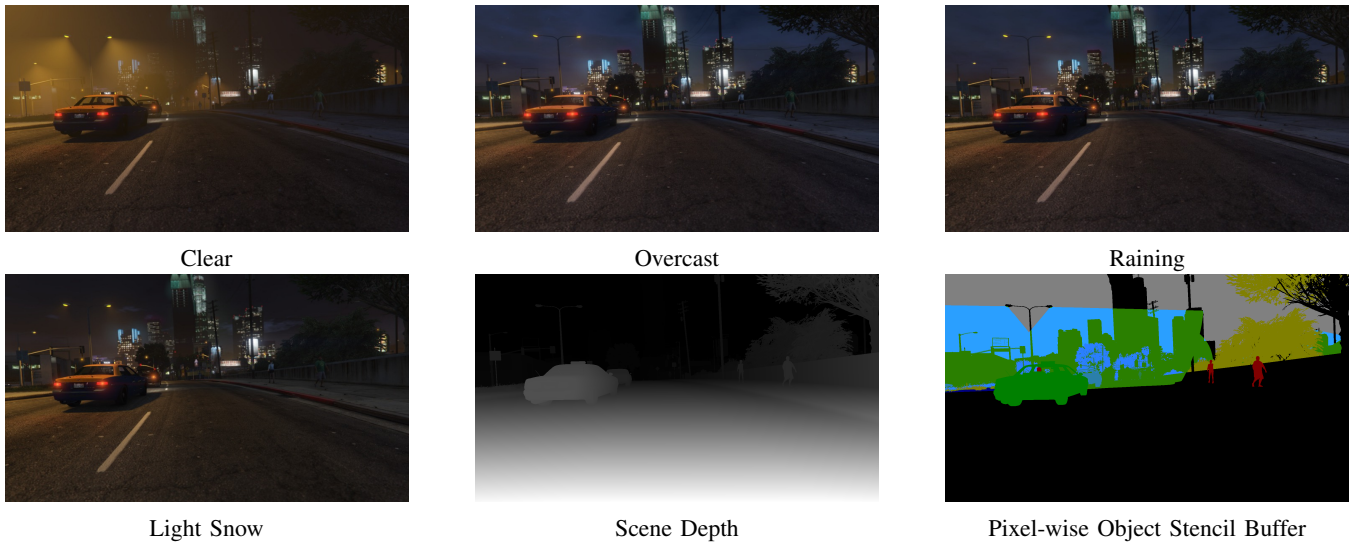 Clear
Overcast
Raining
Light Snow
Scene Depth
Pixel-wise Object Stencil Buffer